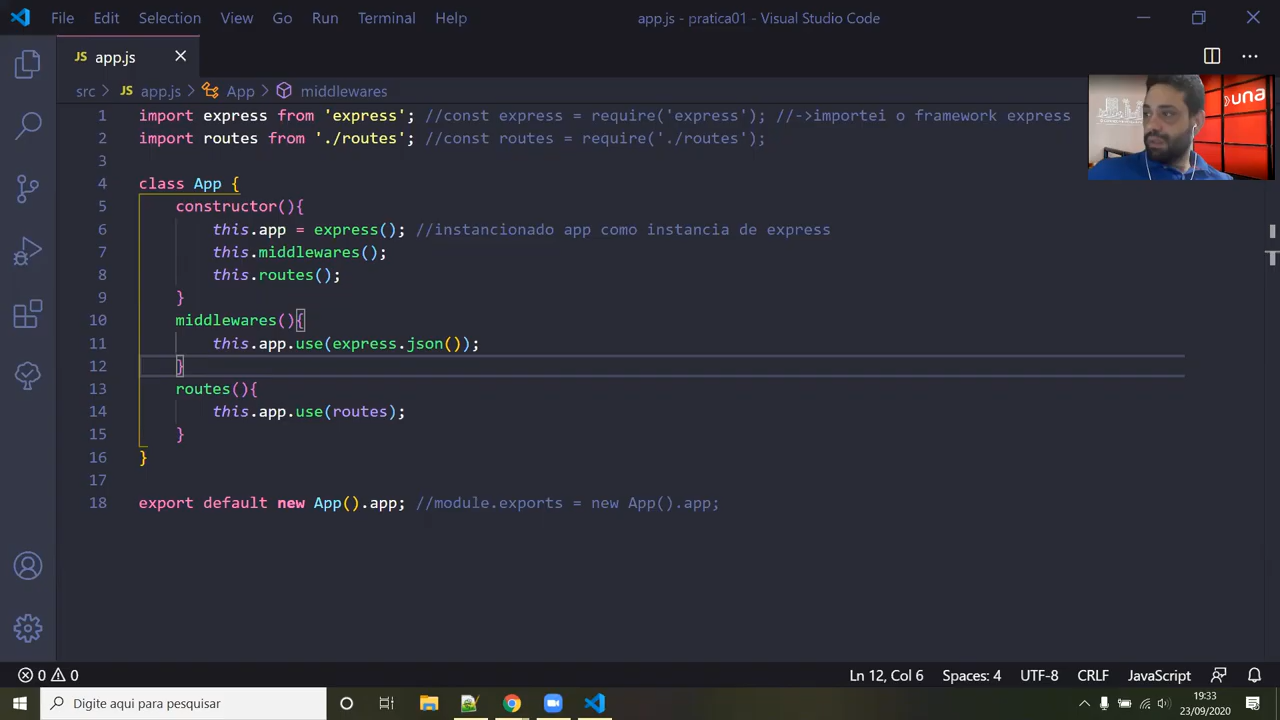 File Edit Selection View Go Run Terminal Help app.js - pratica01 - Visual Studio Code
JS app.js
src > JS app.js > App > middlewares
1 import express from 'express'; //const express = require('express'); //->importei o framework express
2 import routes from './routes'; //const routes = require('./routes');
3
4 class App {
5 constructor(){
6 this.app = express(); //instancionado app como instancia de express
7 this.middlewares();
8 this.routes();
9 }
10 middlewares(){
11 this.app.use(express.json());
12 }
13 routes(){
14 this.app.use(routes);
15 }
16 }
17
18 export default new App().app; //module.exports = new App().app;
una
0 0 Ln 12, Col 6 Spaces: 4 UTF-8 CRLF JavaScript
Digite aqui para pesquisar
19:33
23/09/2020